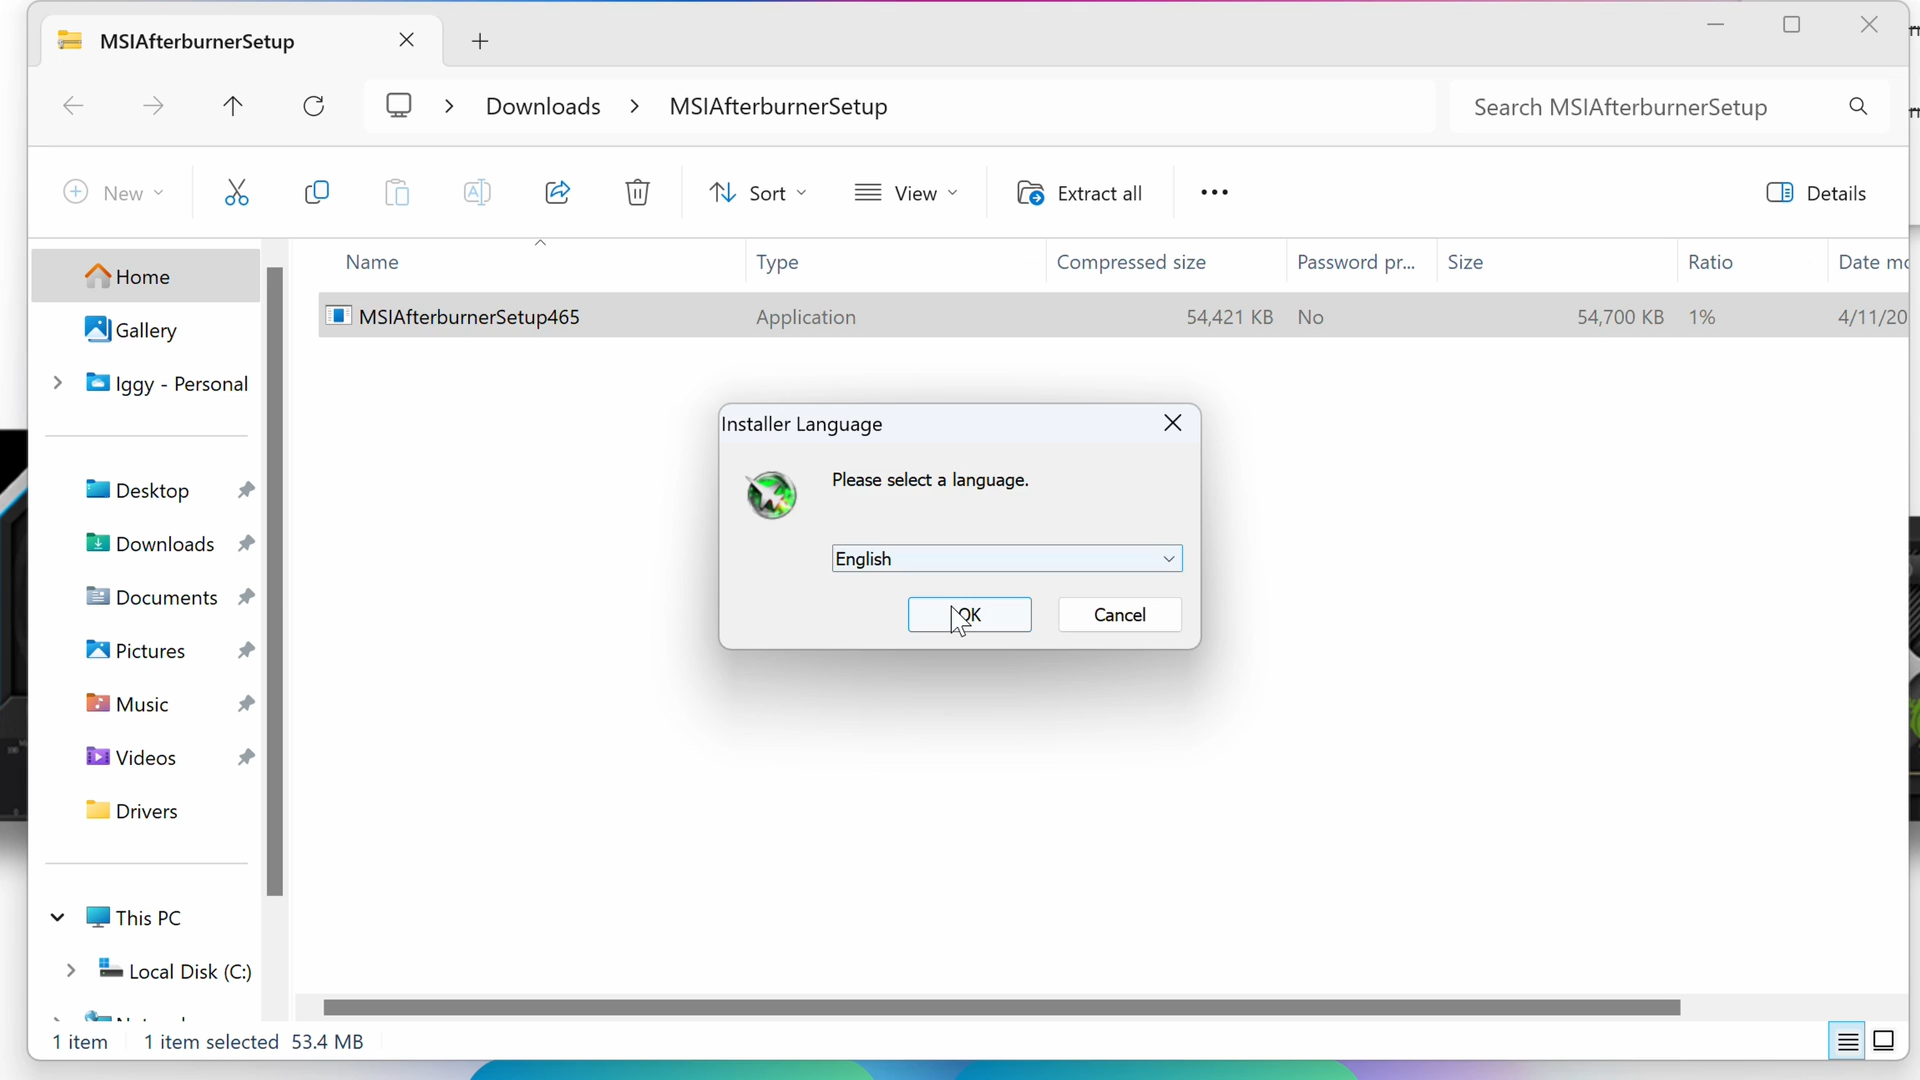 MSIAfterburnerSetup
Downloads
MSIAfterburnerSetup
Search MSIAfterburnerSetup
New
Sort
View
Extract all
Details
Name
Type
Compressed size
Password pr...
Size
Ratio
MSIAfterburnerSetup465
Application
54,421 KB
No
54,700 KB
1%
4/11/20
Home
Gallery
Iggy - Personal
Desktop
Downloads
Documents
Pictures
Music
Videos
Drivers
This PC
Local Disk (C:)
Installer Language
Please select a language.
English
OK
Cancel
1 item
1 item selected 53.4 MB